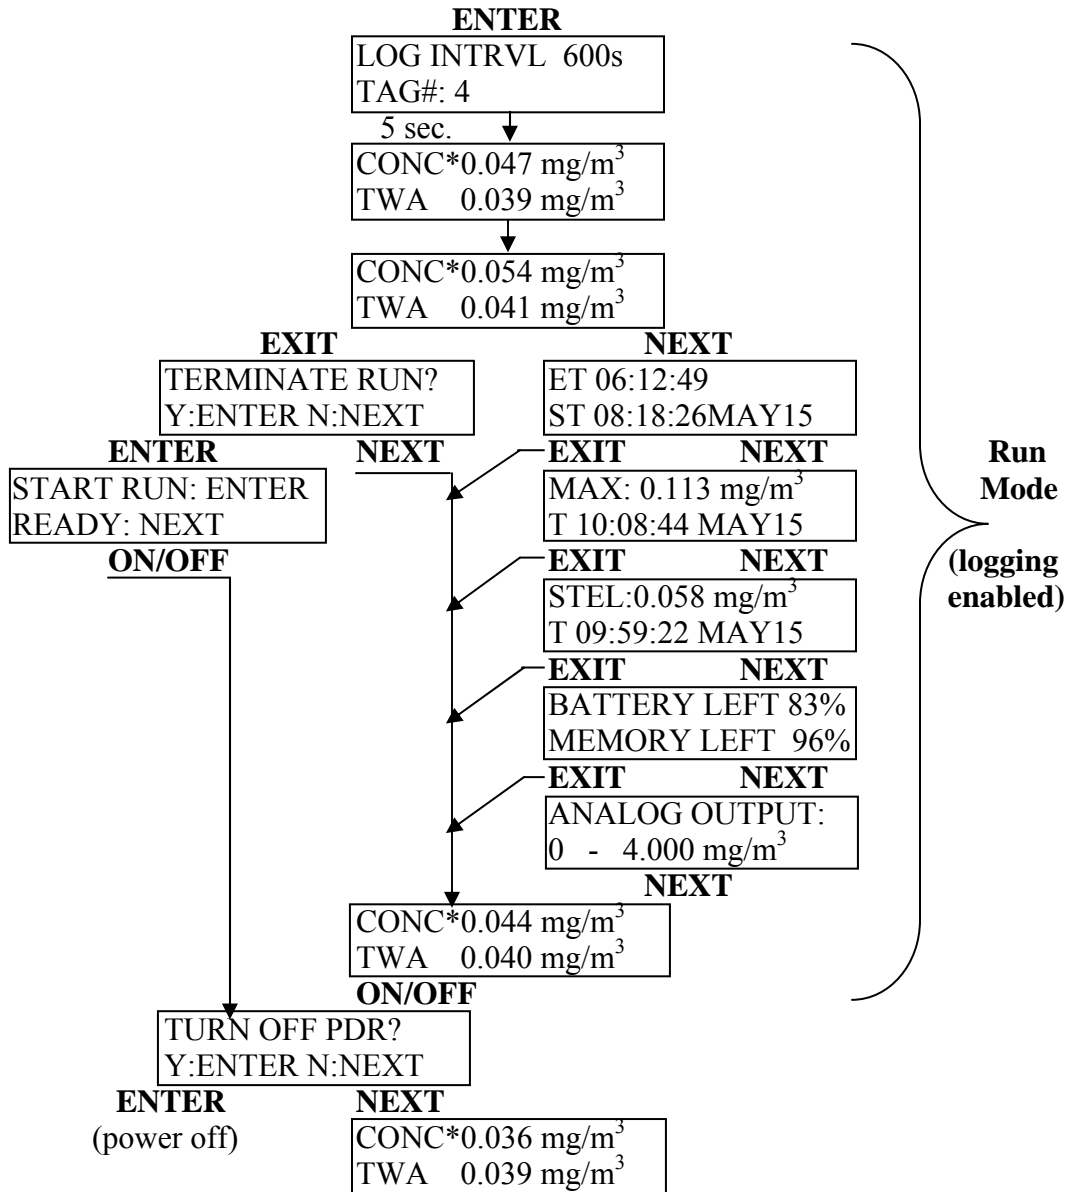 ENTER
LOG INTRVL 600s
TAG#: 4
5 sec.
CONC*0.047 mg/m³
TWA 0.039 mg/m³
CONC*0.054 mg/m³
TWA 0.041 mg/m³
EXIT NEXT
TERMINATE RUN?
Y:ENTER N:NEXT
ET 06:12:49
ST 08:18:26MAY15
ENTER NEXT EXIT NEXT
START RUN: ENTER
READY: NEXT
MAX: 0.113 mg/m³
T 10:08:44 MAY15
Run
Mode
(logging
enabled)
ON/OFF EXIT NEXT
STEL:0.058 mg/m³
T 09:59:22 MAY15
EXIT NEXT
BATTERY LEFT 83%
MEMORY LEFT 96%
EXIT NEXT
ANALOG OUTPUT:
0 - 4.000 mg/m³
NEXT
CONC*0.044 mg/m³
TWA 0.040 mg/m³
ON/OFF
TURN OFF PDR?
Y:ENTER N:NEXT
ENTER NEXT
(power off)
CONC*0.036 mg/m³
TWA 0.039 mg/m³